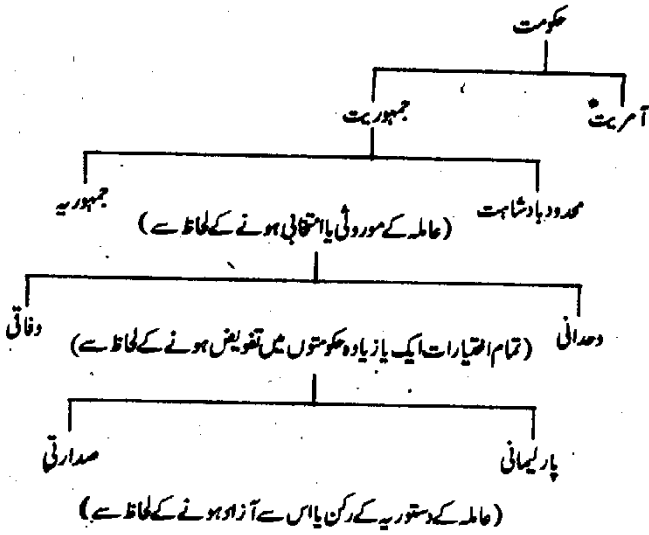 حکومت
آمریت*
جمہوریت
محدود بادشاہت
جمہوریہ
(عاملہ کے موروثی یا انتخابی ہونے کے لحاظ سے)
وحدانی
وفاقی
(تمام اختیارات ایک یا زیادہ حکومتوں میں تفویض ہونے کے لحاظ سے)
پارلیمانی
صدارتی
(عاملہ کے دستوریہ کے رکن یا اس سے آزاد ہونے کے لحاظ سے)